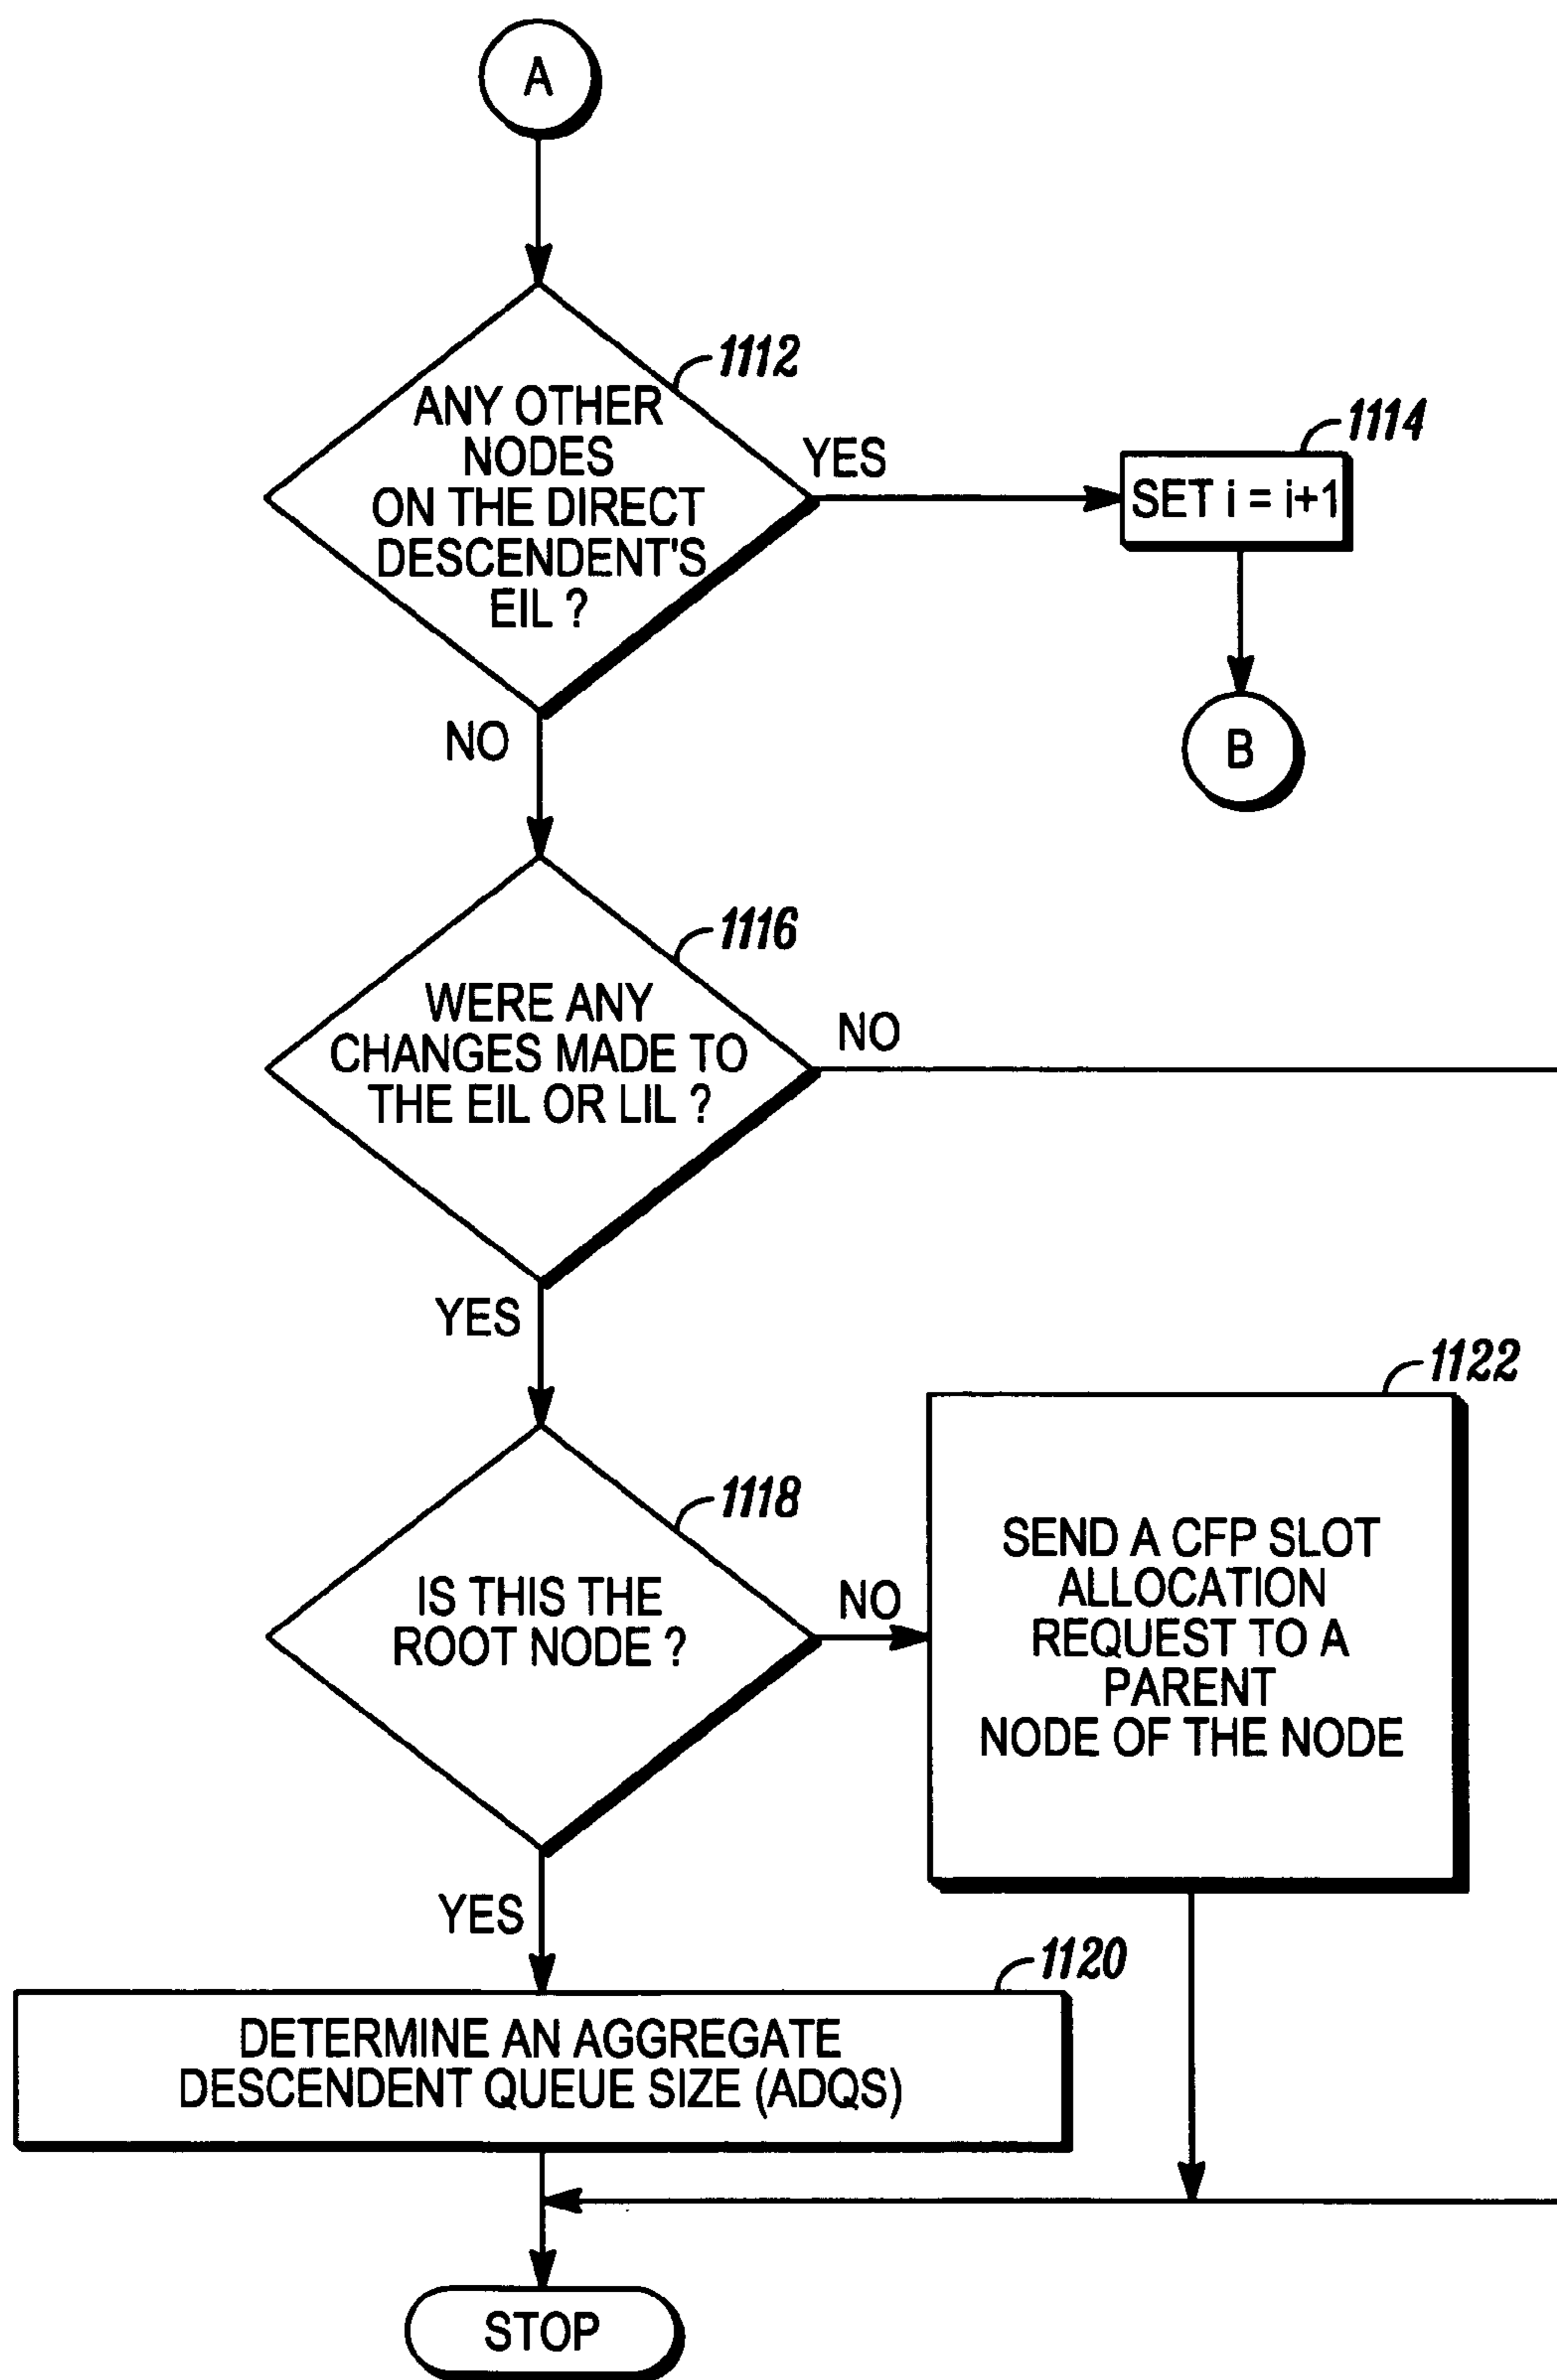 A
1112
ANY OTHER
NODES
ON THE DIRECT
DESCENDENT'S
EIL ?
YES
1114
SET i = i+1
NO
B
1116
WERE ANY
CHANGES MADE TO
THE EIL OR LIL ?
NO
YES
1118
IS THIS THE
ROOT NODE ?
NO
1122
SEND A CFP SLOT
ALLOCATION
REQUEST TO A
PARENT
NODE OF THE NODE
YES
1120
DETERMINE AN AGGREGATE
DESCENDENT QUEUE SIZE (ADQS)
STOP